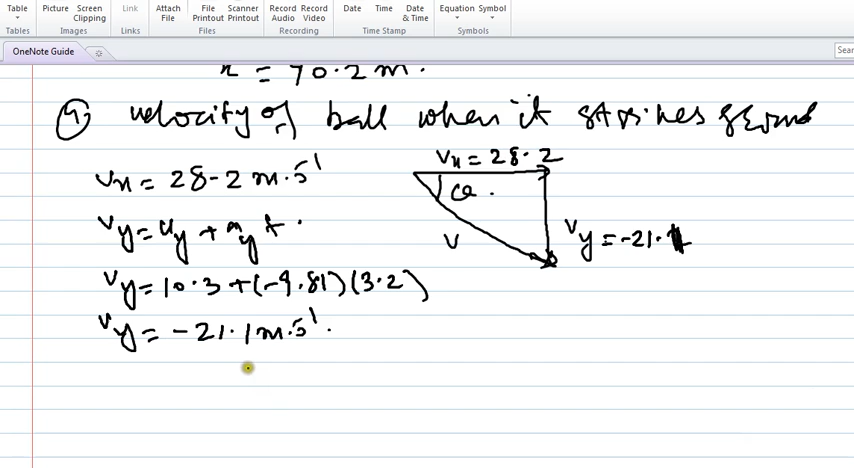 Table
Picture Screen Clipping
Link
Attach File
File Printout Scanner Printout
Record Audio Record Video
Date Time Date & Time
Equation Symbol
Tables Images Links Files Recording Time Stamp Symbols
OneNote Guide
Sear
x = 90.2 m.
velocity of ball when it strikes ground
Vx = 28.2 m.s⁻¹
Vx = 28.2
Vy = uy + ay t.
V
Vy = -21.1
Vy = 10.3 + (-9.81)(3.2)
Vy = -21.1 m.s⁻¹.